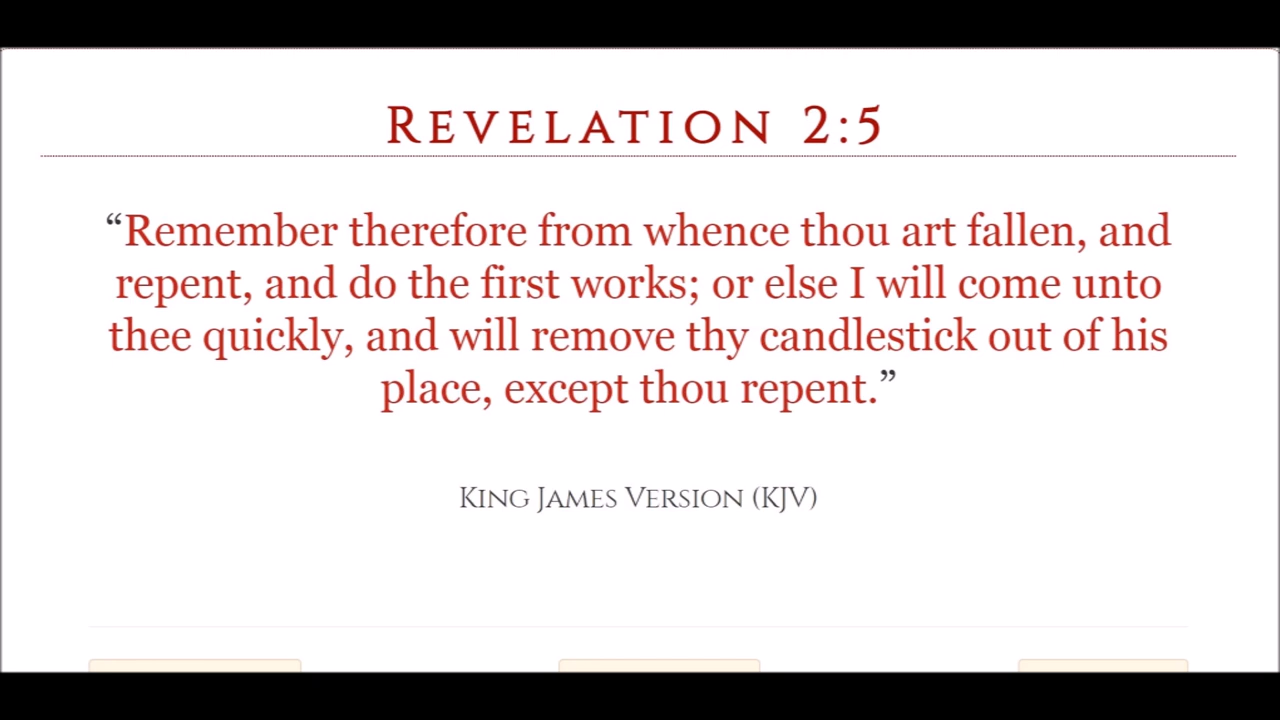 Revelation 2:5
“Remember therefore from whence thou art fallen, and
repent, and do the first works; or else I will come unto
thee quickly, and will remove thy candlestick out of his
place, except thou repent.”
King James Version (KJV)